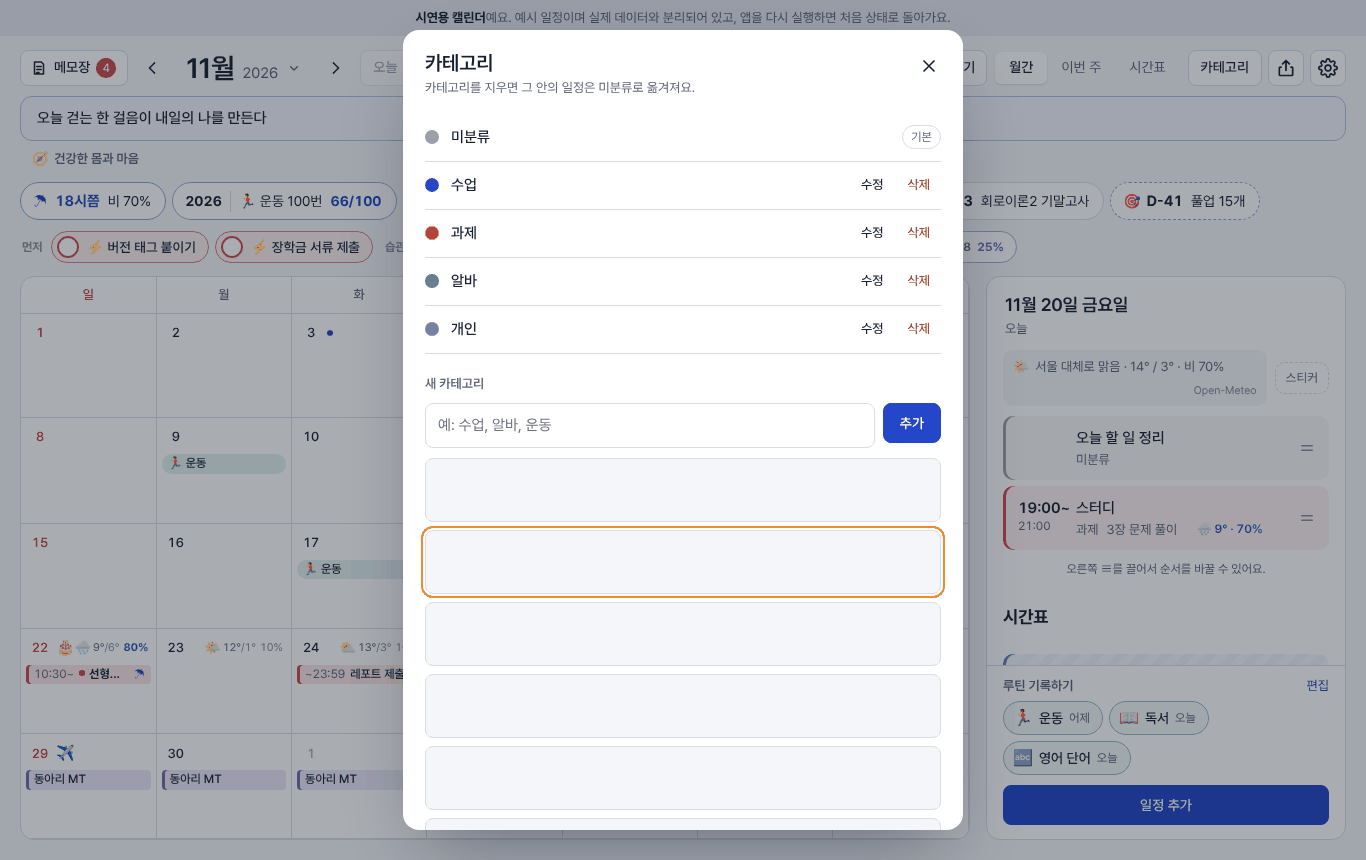 시연용 캘린더예요. 예시 일정이며 실제 데이터와 분리되어 있고, 앱을 다시 실행하면 처음 상태로 돌아가요.
메모장 4
11월 2026
오늘
월간
이번 주
시간표
카테고리
오늘 걷는 한 걸음이 내일의 나를 만든다
건강한 몸과 마음
18시쯤 비 70%
2026 운동 100번 66/100
회로이론2 기말고사
D-41 풀업 15개
먼저
버전 태그 붙이기
장학금 서류 제출
25%
일 월 화
1 2 3
8 9 10
운동
15 16 17
운동
22 9°/6° 80%
23 12°/1° 10%
24 13°/3°
10:30~ 선형...
~23:59 레포트 제출
29 30 1
동아리 MT
동아리 MT
동아리 MT
카테고리
카테고리를 지우면 그 안의 일정은 미분류로 옮겨져요.
미분류 기본
수업 수정 삭제
과제 수정 삭제
알바 수정 삭제
개인 수정 삭제
새 카테고리
예: 수업, 알바, 운동
추가
11월 20일 금요일
오늘
서울 대체로 맑음 · 14° / 3° · 비 70%
Open-Meteo
스티커
오늘 할 일 정리
미분류
19:00~ 스터디
21:00 과제 3장 문제 풀이 9° · 70%
오른쪽 ≡를 끌어서 순서를 바꿀 수 있어요.
시간표
루틴 기록하기 편집
운동 어제
독서 오늘
abc 영어 단어 오늘
일정 추가